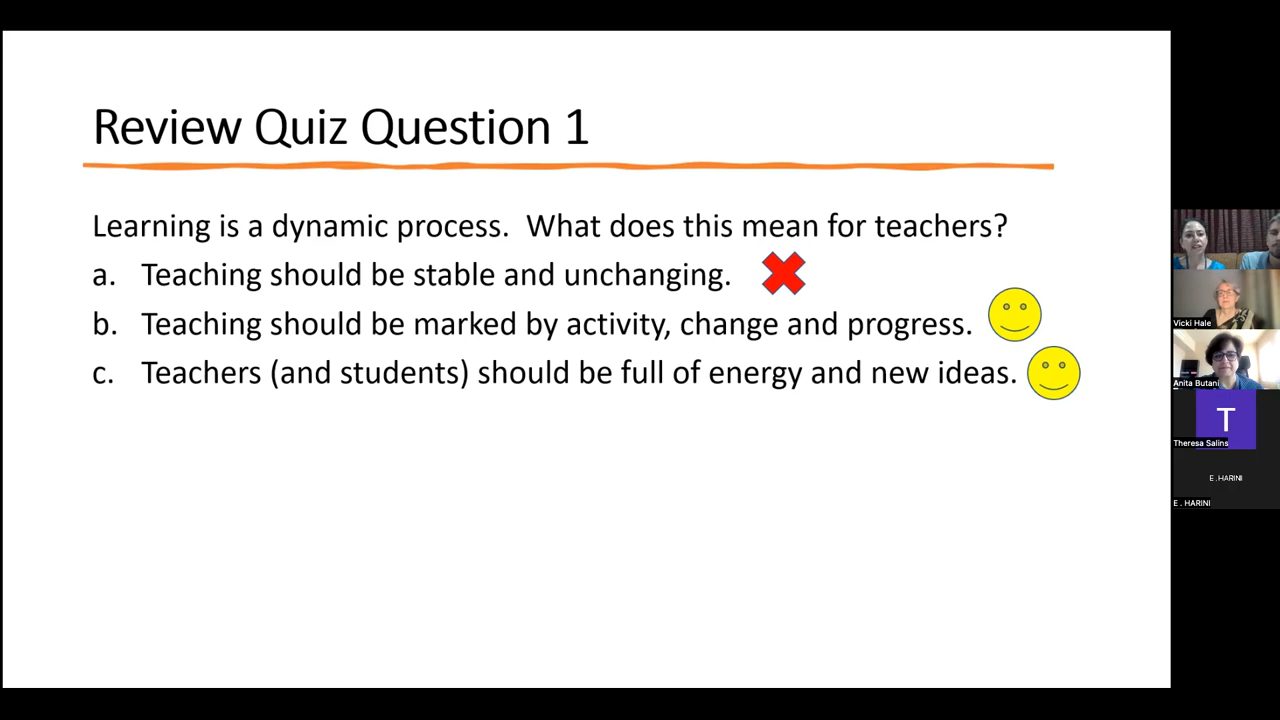 Review Quiz Question 1
Learning is a dynamic process.  What does this mean for teachers?
a. Teaching should be stable and unchanging.
b. Teaching should be marked by activity, change and progress.
c. Teachers (and students) should be full of energy and new ideas.
Vicki Hale
Anita Butani
T
Theresa Salins
E .HARINI
E . HARINI